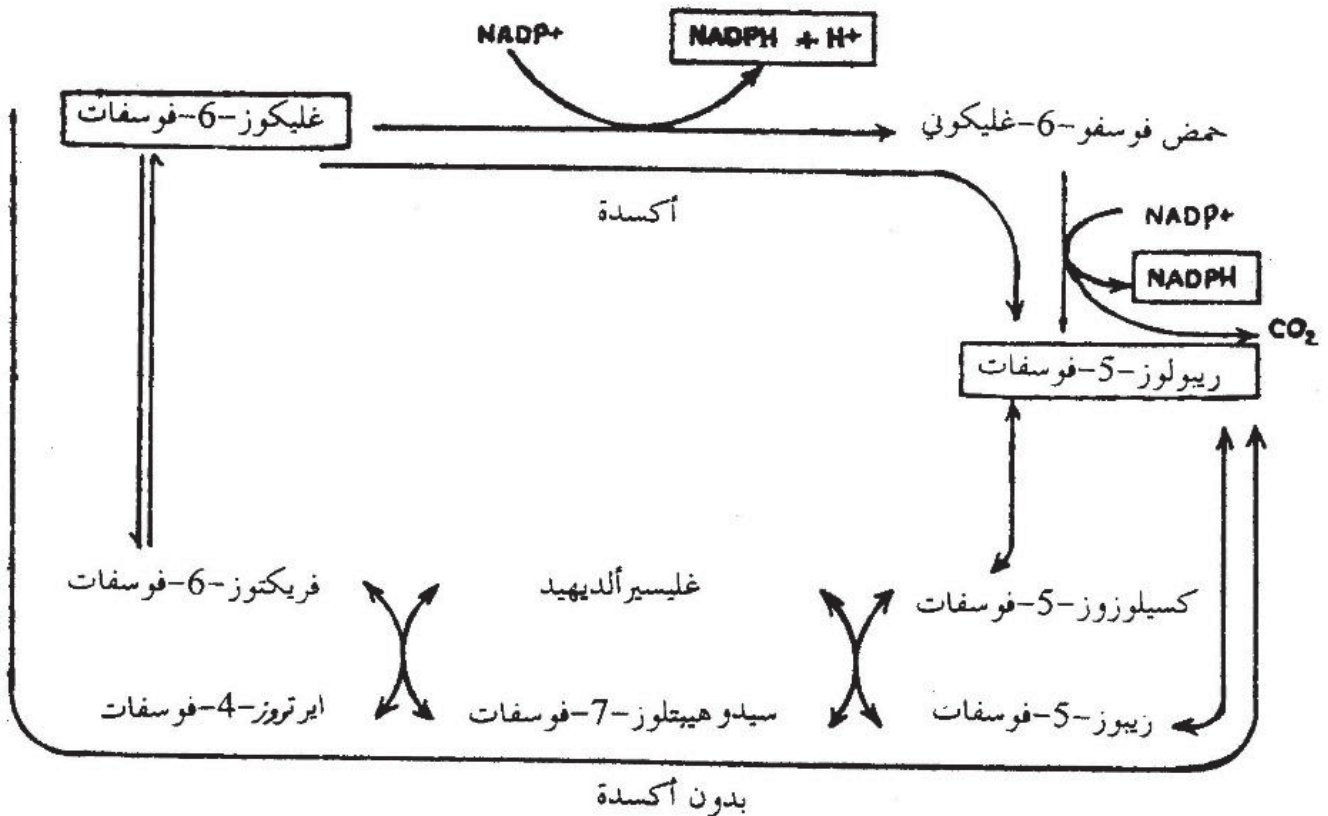 NADP+
NADPH + H+
غليكوز-6-فوسفات
حمض فوسفو-6-غليكوني
أكسدة
NADP+
NADPH
CO₂
ريبولوز-5-فوسفات
فريكتوز-6-فوسفات
غليسيرألديهيد
كسيلوزوز-5-فوسفات
ايرتروز-4-فوسفات
سيدوهيبتلوز-7-فوسفات
زيبوز-5-فوسفات
بدون أكسدة